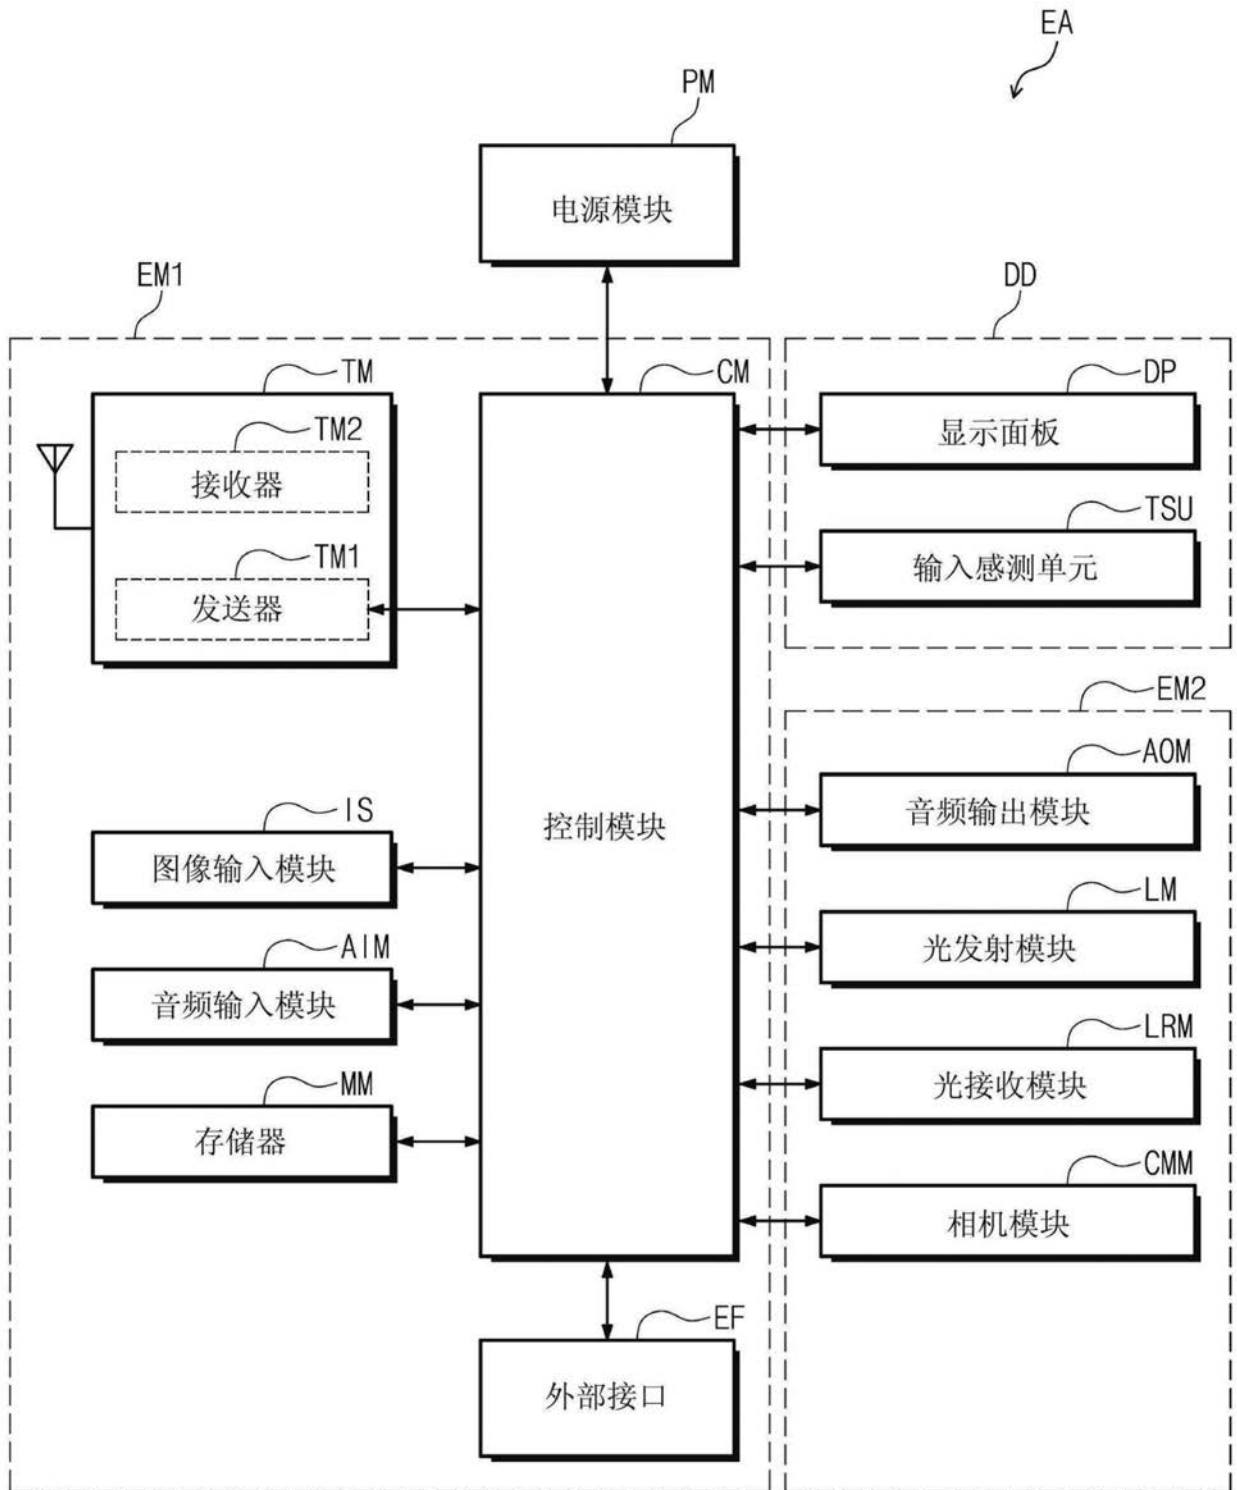 EA
PM
电源模块
EM1
DD
TM
CM
DP
显示面板
TM2
接收器
TSU
输入感测单元
TM1
发送器
EM2
AOM
音频输出模块
IS
图像输入模块
控制模块
LM
光发射模块
AIM
音频输入模块
LRM
光接收模块
MM
存储器
CMM
相机模块
EF
外部接口